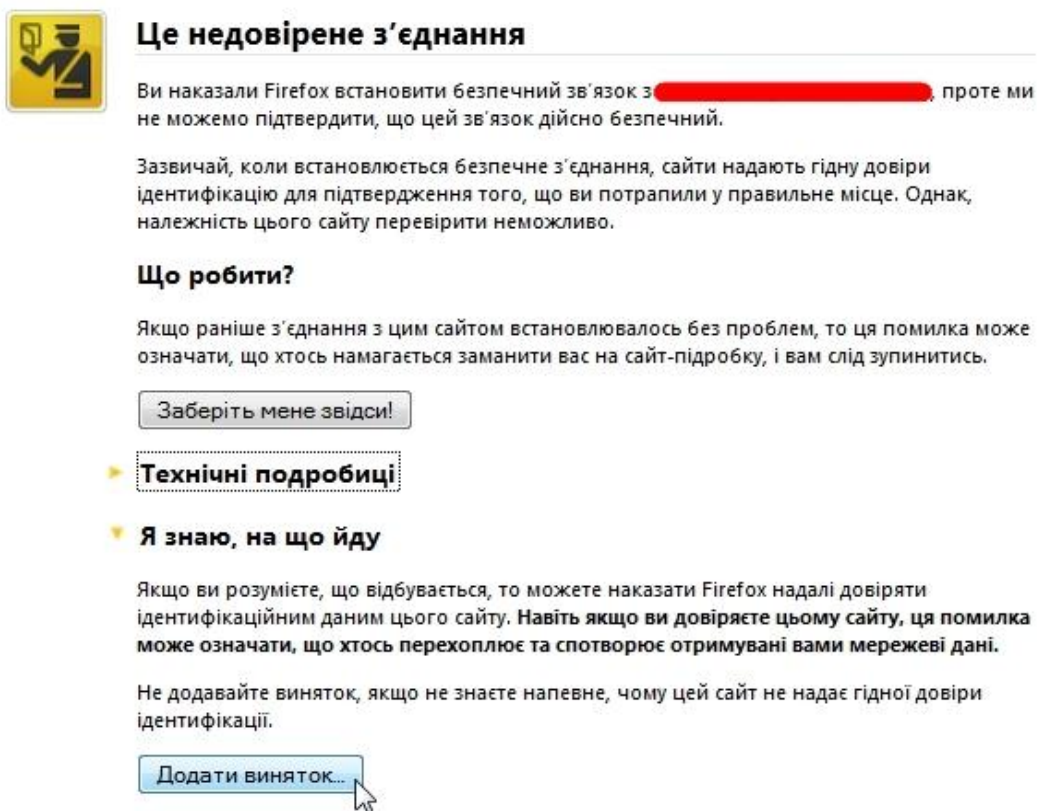 Це недовірене з’єднання
Ви наказали Firefox встановити безпечний зв'язок з , проте ми
не можемо підтвердити, що цей зв'язок дійсно безпечний.
Зазвичай, коли встановлюється безпечне з'єднання, сайти надають гідну довіри
ідентифікацію для підтвердження того, що ви потрапили у правильне місце. Однак,
належність цього сайту перевірити неможливо.
Що робити?
Якщо раніше з'єднання з цим сайтом встановлювалось без проблем, то ця помилка може
означати, що хтось намагається заманити вас на сайт-підробку, і вам слід зупинитись.
Заберіть мене звідси!
Технічні подробиці
Я знаю, на що йду
Якщо ви розумієте, що відбувається, то можете наказати Firefox надалі довіряти
ідентифікаційним даним цього сайту. Навіть якщо ви довіряєте цьому сайту, ця помилка
може означати, що хтось перехоплює та спотворює отримувані вами мережеві дані.
Не додавайте виняток, якщо не знаєте напевне, чому цей сайт не надає гідної довіри
ідентифікації.
Додати виняток...